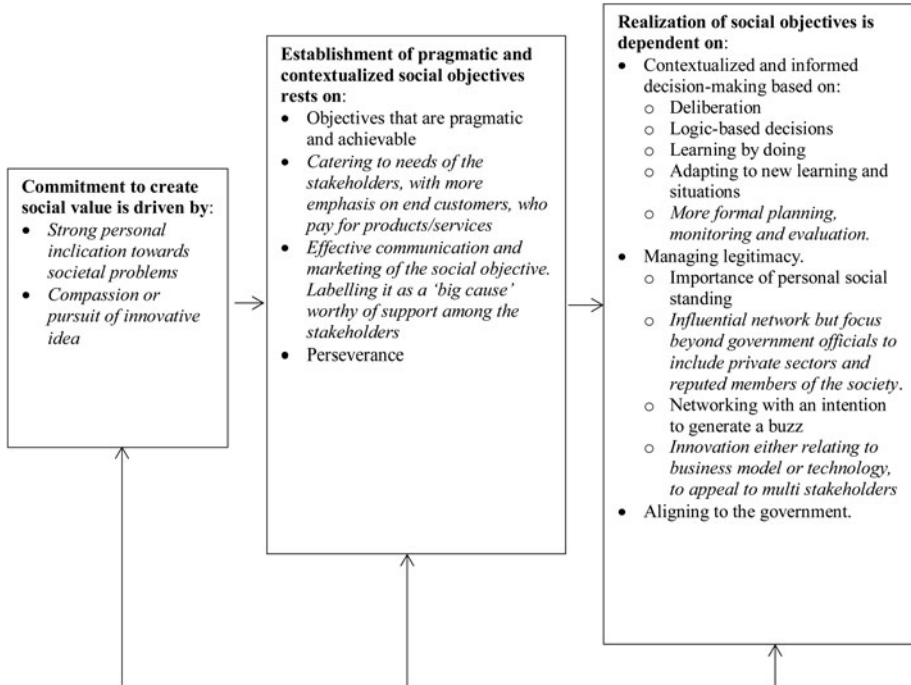 Commitment to create
social value is driven by:
• Strong personal
inclication towards
societal problems
• Compassion or
pursuit of innovative
idea
Establishment of pragmatic and
contextualized social objectives
rests on:
• Objectives that are pragmatic
and achievable
• Catering to needs of the
stakeholders, with more
emphasis on end customers, who
pay for products/services
• Effective communication and
marketing of the social objective.
Labelling it as a ‘big cause’
worthy of support among the
stakeholders
• Perseverance
Realization of social objectives is
dependent on:
• Contextualized and informed
decision-making based on:
o Deliberation
o Logic-based decisions
o Learning by doing
o Adapting to new learning and
situations
o More formal planning,
monitoring and evaluation.
• Managing legitimacy.
o Importance of personal social
standing
o Influential network but focus
beyond government officials to
include private sectors and
reputed members of the society.
o Networking with an intention
to generate a buzz
o Innovation either relating to
business model or technology,
to appeal to multi stakeholders
• Aligning to the government.